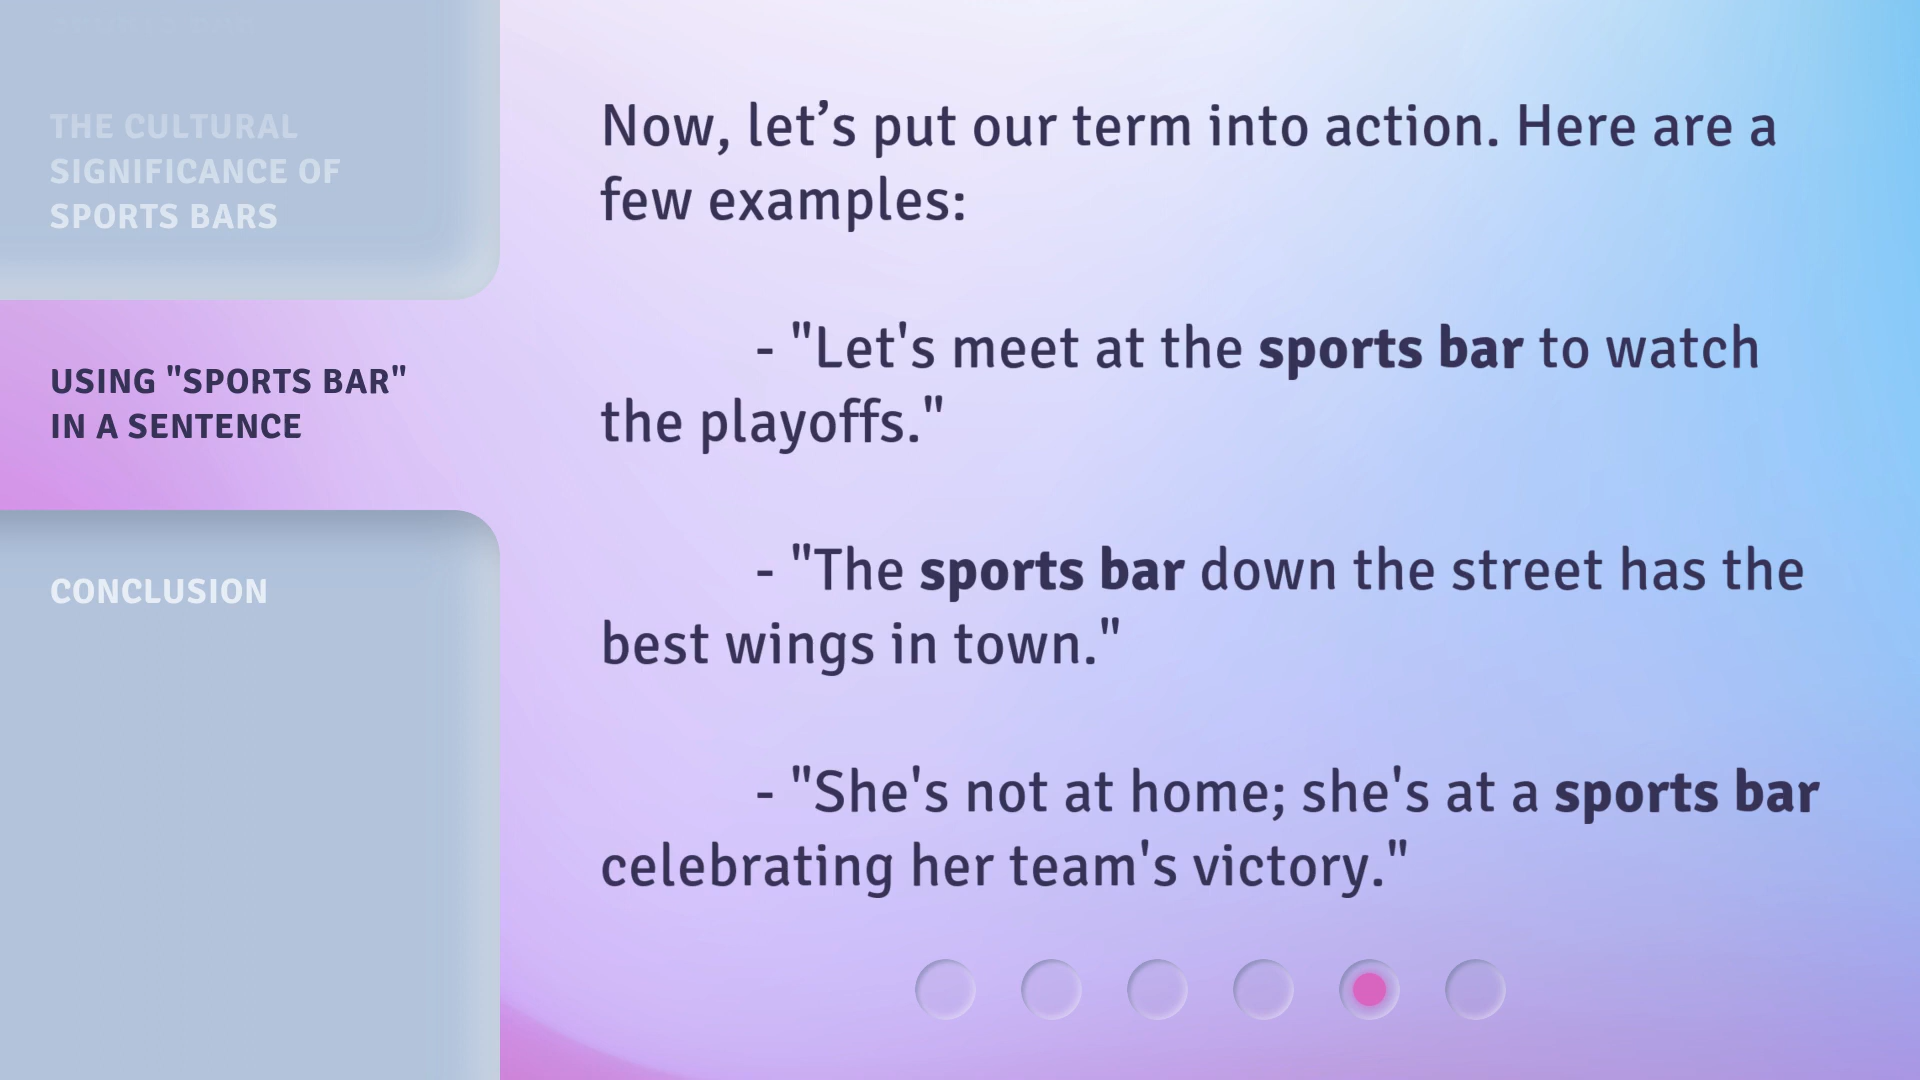 THE CULTURAL
SIGNIFICANCE OF
SPORTS BARS
USING "SPORTS BAR"
IN A SENTENCE
CONCLUSION
Now, let’s put our term into action. Here are a
few examples:
- "Let's meet at the sports bar to watch
the playoffs."
- "The sports bar down the street has the
best wings in town."
- "She's not at home; she's at a sports bar
celebrating her team's victory."